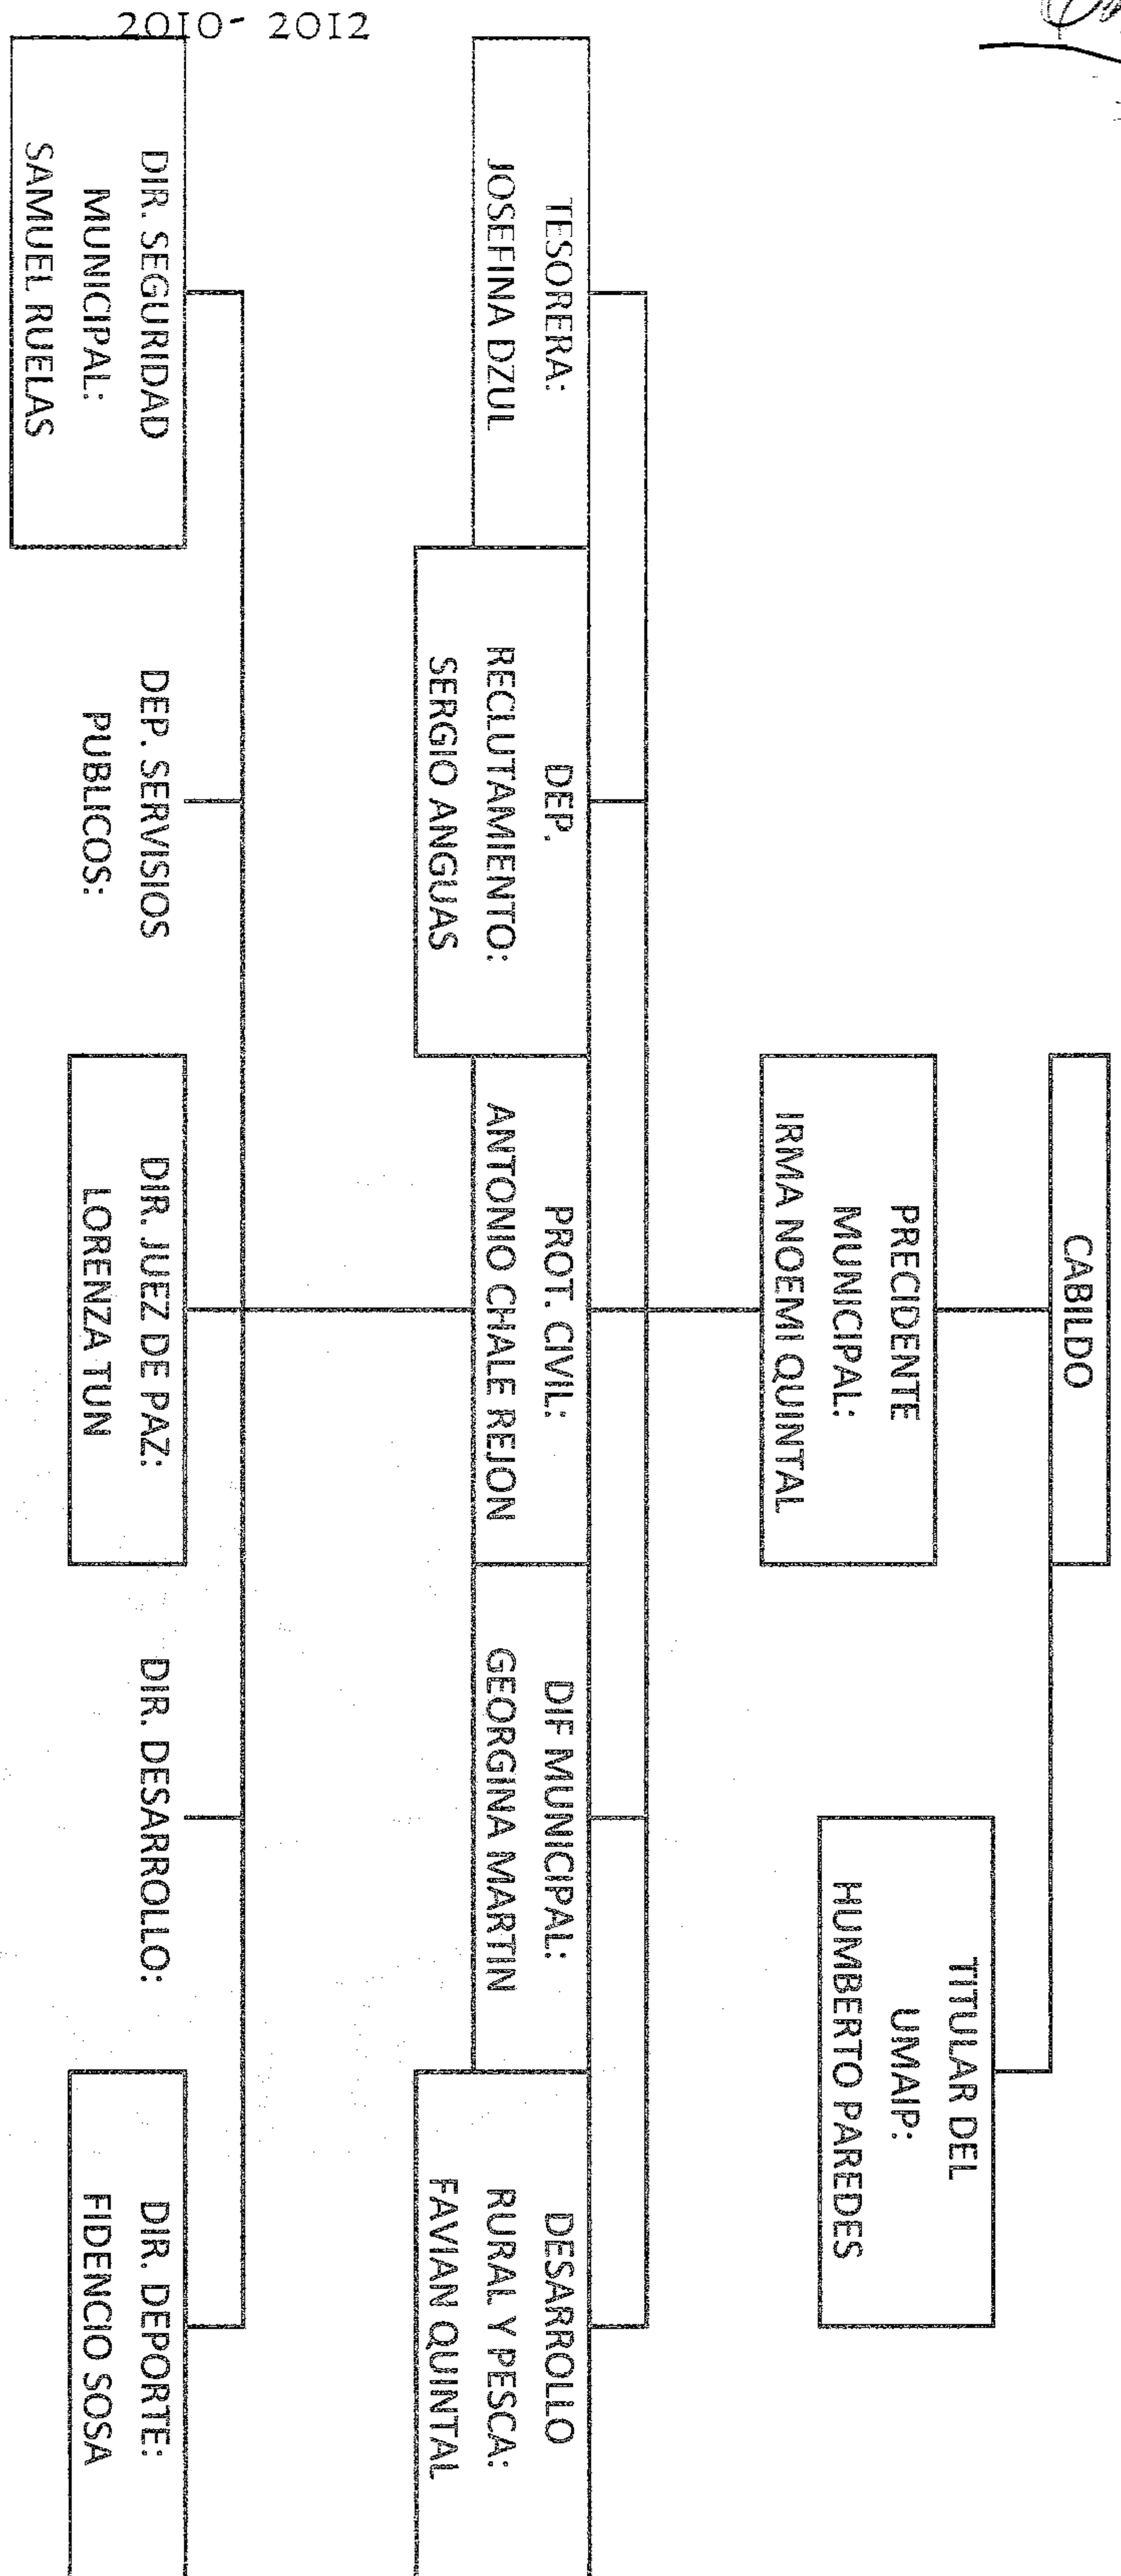 2010- 2012
CABILDO
TITULAR DEL
UMAIP:
HUMBERTO PAREDES
PRECIDENTE
MUNICIPAL:
IRMA NOEMI QUINTAL
TESORERA:
JOSEFINA DZUL
DEP.
RECLUTAMIENTO:
SERGIO ANGUAS
PROT. CIVIL:
ANTONIO CHALE REJON
DIF MUNICIPAL:
GEORGINA MARTIN
DESARROLLO
RURAL Y PESCA:
FAVIAN QUINTAL
DIR. SEGURIDAD
MUNICIPAL:
SAMUEL RUELAS
DEP. SERVISIOS
PUBLICOS:
DIR. JUEZ DE PAZ:
LORENZA TUN
DIR. DESARROLLO:
DIR. DEPORTE:
FIDENCIO SOSA